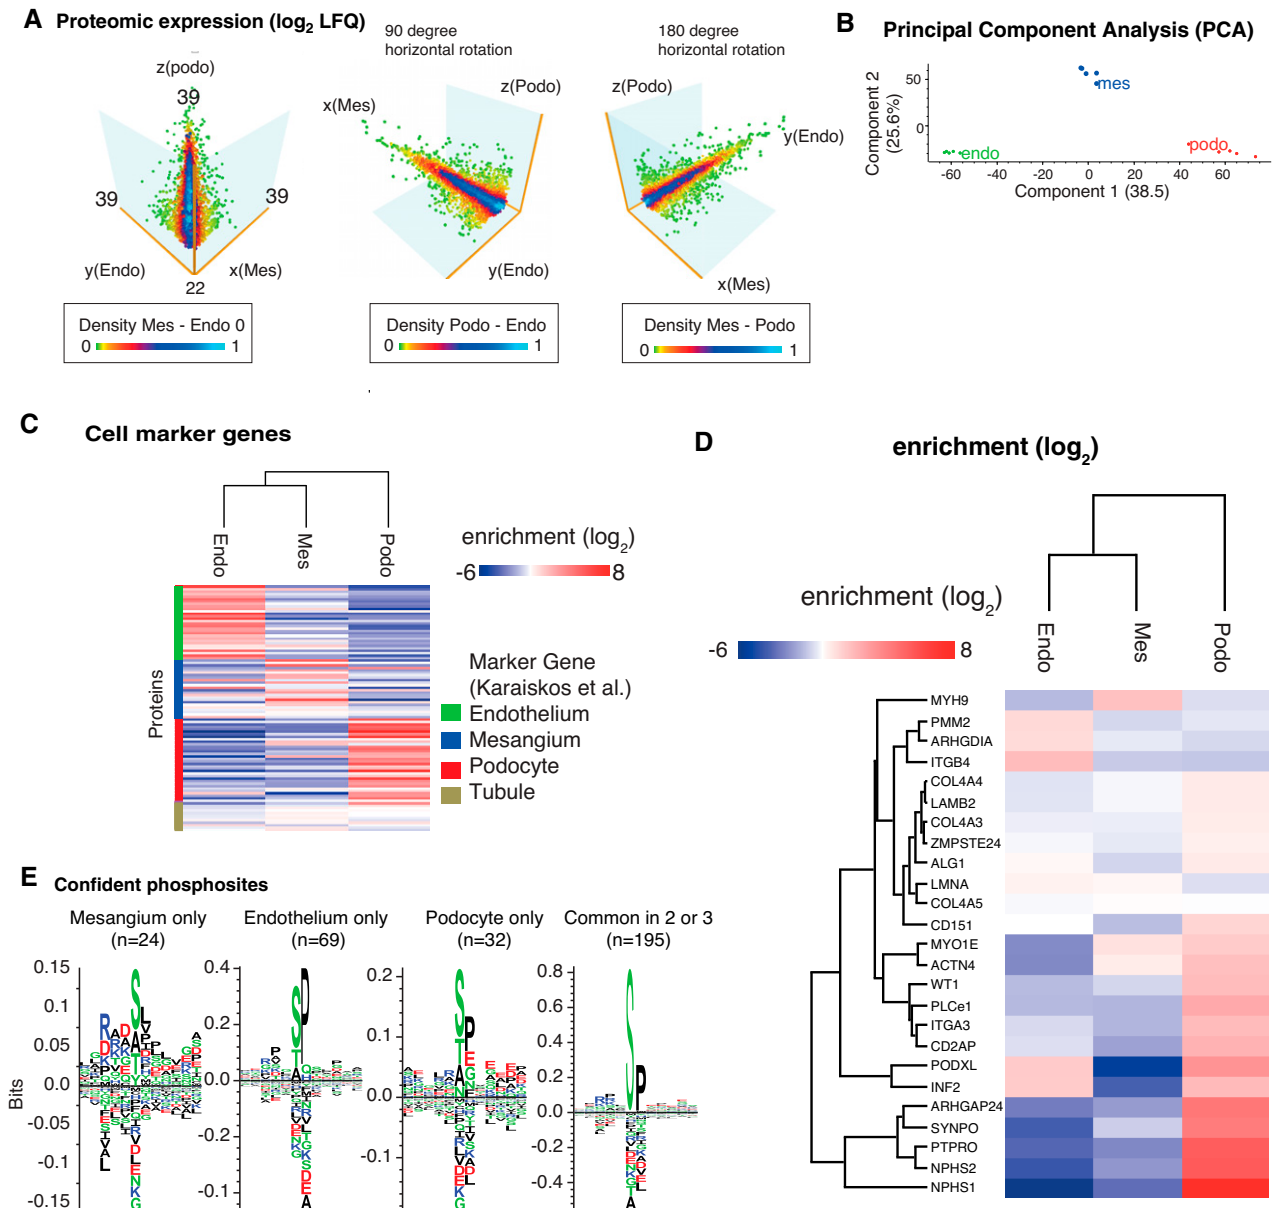 A Proteomic expression (log2 LFQ)
90 degree
horizontal rotation
180 degree
horizontal rotation
z(podo)
39
39
39
y(Endo)
x(Mes)
22
x(Mes)
z(Podo)
y(Endo)
z(Podo)
y(Endo)
x(Mes)
Density Mes - Endo 0
0 1
Density Podo - Endo
0 1
Density Mes - Podo
0 1
B Principal Component Analysis (PCA)
Component 2
(25.6%)
50
0
mes
endo
podo
-60 -40 -20 0 20 40 60
Component 1 (38.5)
C Cell marker genes
Endo
Mes
Podo
enrichment (log2)
-6 8
Proteins
Marker Gene
(Karaiskos et al.)
Endothelium
Mesangium
Podocyte
Tubule
D enrichment (log2)
enrichment (log2)
-6 8
Endo
Mes
Podo
MYH9
PMM2
ARHGDIA
ITGB4
COL4A4
LAMB2
COL4A3
ZMPSTE24
ALG1
LMNA
COL4A5
CD151
MYO1E
ACTN4
WT1
PLCe1
ITGA3
CD2AP
PODXL
INF2
ARHGAP24
SYNPO
PTPRO
NPHS2
NPHS1
E Confident phosphosites
Mesangium only
(n=24)
Endothelium only
(n=69)
Podocyte only
(n=32)
Common in 2 or 3
(n=195)
Bits
0.15
0.1
0.05
0.0
-0.05
-0.1
-0.15
0.4
0.2
0.0
-0.2
-0.1
0.2
0.1
0.0
-0.1
0.8
0.6
0.4
0.2
0.0
-0.2
-0.4